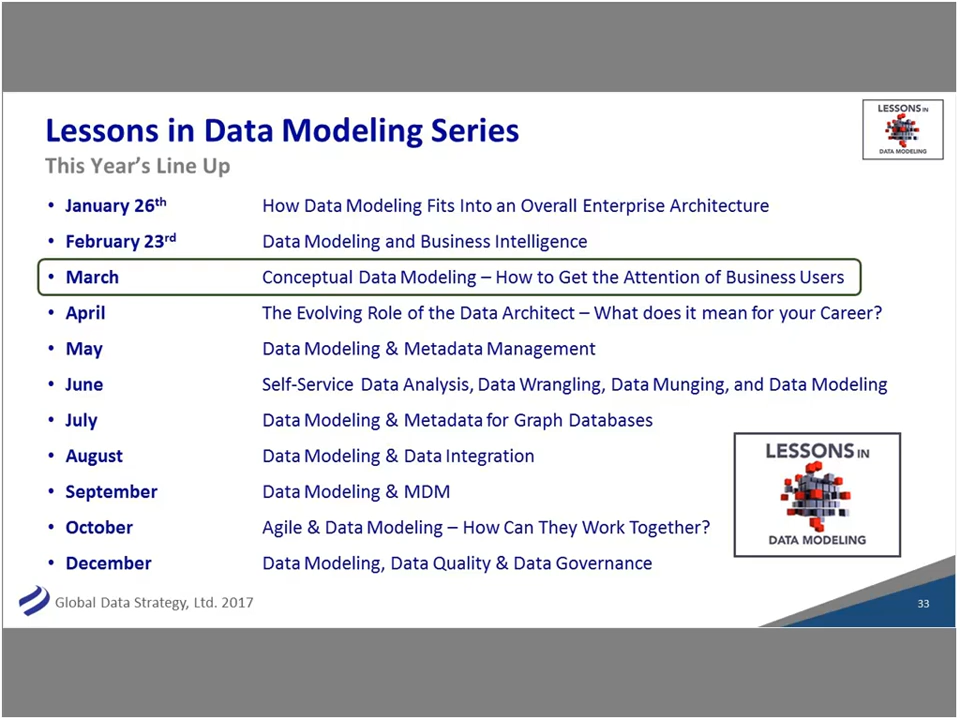 Lessons in Data Modeling Series
This Year's Line Up
LESSONS IN
DATA MODELING
• January 26th How Data Modeling Fits Into an Overall Enterprise Architecture
• February 23rd Data Modeling and Business Intelligence
• March Conceptual Data Modeling – How to Get the Attention of Business Users
• April The Evolving Role of the Data Architect – What does it mean for your Career?
• May Data Modeling & Metadata Management
• June Self-Service Data Analysis, Data Wrangling, Data Munging, and Data Modeling
• July Data Modeling & Metadata for Graph Databases
• August Data Modeling & Data Integration
• September Data Modeling & MDM
• October Agile & Data Modeling – How Can They Work Together?
• December Data Modeling, Data Quality & Data Governance
LESSONS IN
DATA MODELING
Global Data Strategy, Ltd. 2017
33